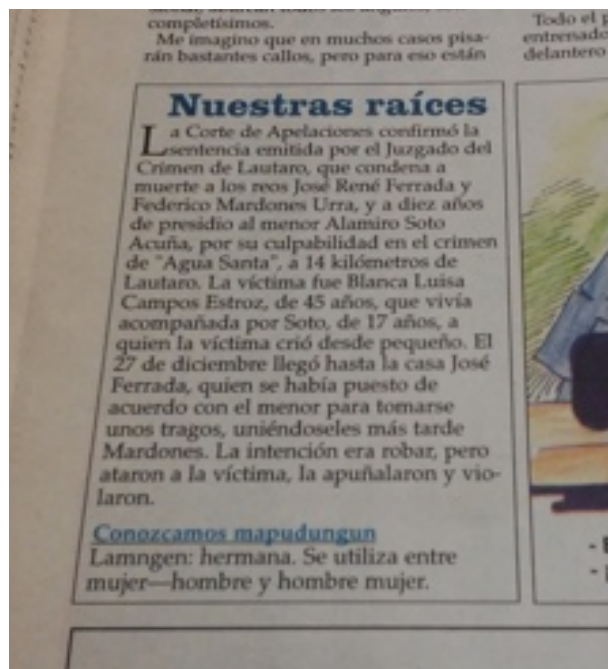 completísimos.
Me imagino que en muchos casos pisa-
rán bastantes callos, pero para eso están
Todo el
entrenado
delantero
Nuestras raíces
La Corte de Apelaciones confirmó la
sentencia emitida por el Juzgado del
Crimen de Lautaro, que condena a
muerte a los reos José René Ferrada y
Federico Mardones Urra, y a diez años
de presidio al menor Alamiro Soto
Acuña, por su culpabilidad en el crimen
de "Agua Santa", a 14 kilómetros de
Lautaro. La víctima fue Blanca Luisa
Campos Estroz, de 45 años, que vivía
acompañada por Soto, de 17 años, a
quien la víctima crió desde pequeño. El
27 de diciembre llegó hasta la casa José
Ferrada, quien se había puesto de
acuerdo con el menor para tomarse
unos tragos, uniéndoseles más tarde
Mardones. La intención era robar, pero
ataron a la víctima, la apuñalaron y vio-
laron.
Conozcamos mapudungun
Lamngen: hermana. Se utiliza entre
mujer—hombre y hombre mujer.